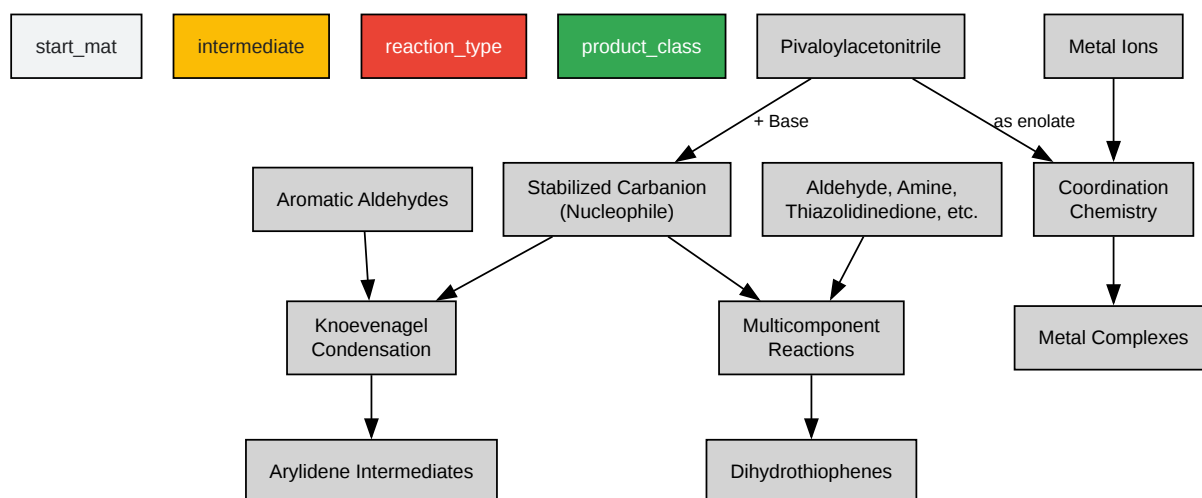 start_mat
intermediate
reaction_type
product_class
Pivaloylacetonitrile
Metal Ions
+ Base
as enolate
Aromatic Aldehydes
Stabilized Carbanion
(Nucleophile)
Aldehyde, Amine,
Thiazolidinedione, etc.
Coordination
Chemistry
Knoevenagel
Condensation
Multicomponent
Reactions
Metal Complexes
Arylidene Intermediates
Dihydrothiophenes